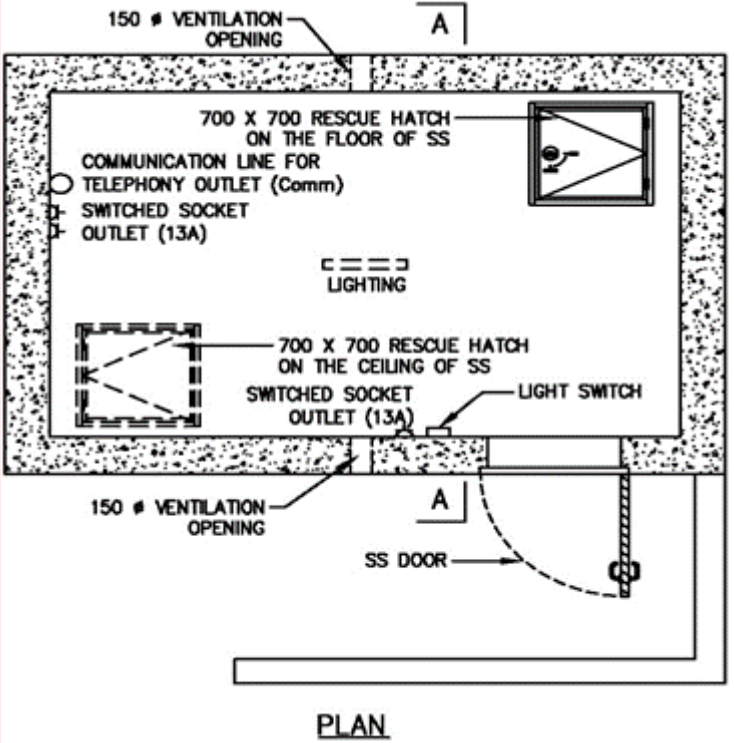 150 ø VENTILATION
OPENING
A
700 X 700 RESCUE HATCH
ON THE FLOOR OF SS
COMMUNICATION LINE FOR
TELEPHONY OUTLET (Comm)
SWITCHED SOCKET
OUTLET (13A)
LIGHTING
700 X 700 RESCUE HATCH
ON THE CEILING OF SS
SWITCHED SOCKET
OUTLET (13A)
LIGHT SWITCH
150 ø VENTILATION
OPENING
A
SS DOOR
PLAN